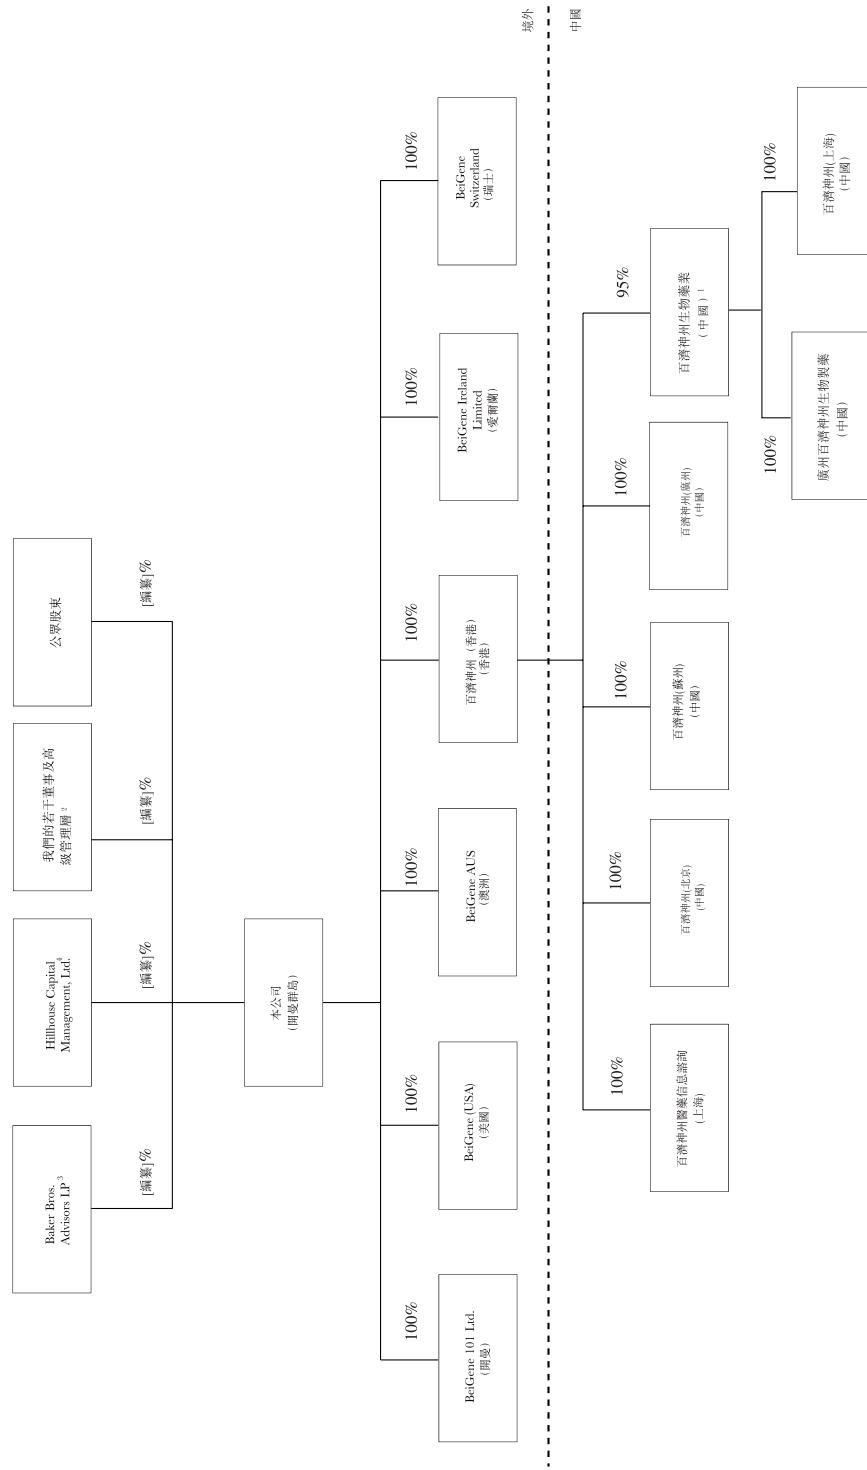 Baker Bros.
Advisors LP 3
Hillhouse Capital
Management, Ltd.4
我們的若干董事及高
級管理層 2
公眾股東
[編纂]%
[編纂]%
[編纂]%
[編纂]%
本公司
(開曼群島)
100%
100%
100%
100%
100%
100%
BeiGene 101 Ltd.
(開曼)
BeiGene (USA)
(美國)
BeiGene AUS
(澳洲)
百濟神州(香港)
(香港)
BeiGene Ireland
Limited
(愛爾蘭)
BeiGene
Switzerland
(瑞士)
境外
中國
100%
100%
100%
100%
95%
百濟神州醫藥信息諮詢
(上海)
百濟神州(北京)
(中國)
百濟神州(蘇州)
(中國)
百濟神州(廣州)
(中國)
百濟神州生物藥業
(中國) 1
100%
100%
廣州百濟神州生物製藥
(中國)
百濟神州(上海)
(中國)